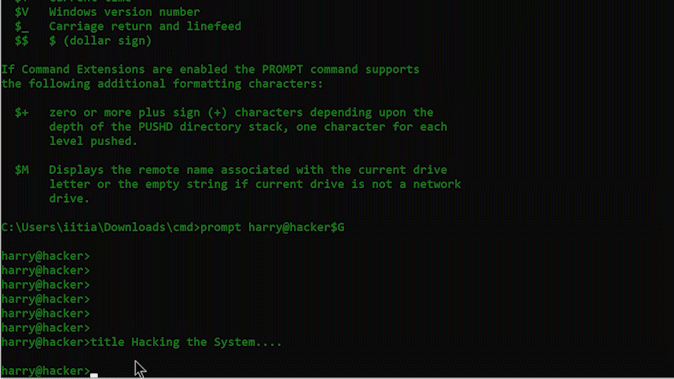 $V Windows version number
$_ Carriage return and linefeed
$$ $ (dollar sign)
If Command Extensions are enabled the PROMPT command supports
the following additional formatting characters:
$+ zero or more plus sign (+) characters depending upon the
depth of the PUSHD directory stack, one character for each
level pushed.
$M Displays the remote name associated with the current drive
letter or the empty string if current drive is not a network
drive.
C:\Users\iitia\Downloads\cmd>prompt harry@hacker$G
harry@hacker>
harry@hacker>
harry@hacker>
harry@hacker>
harry@hacker>
harry@hacker>
harry@hacker>title Hacking the System....
harry@hacker>